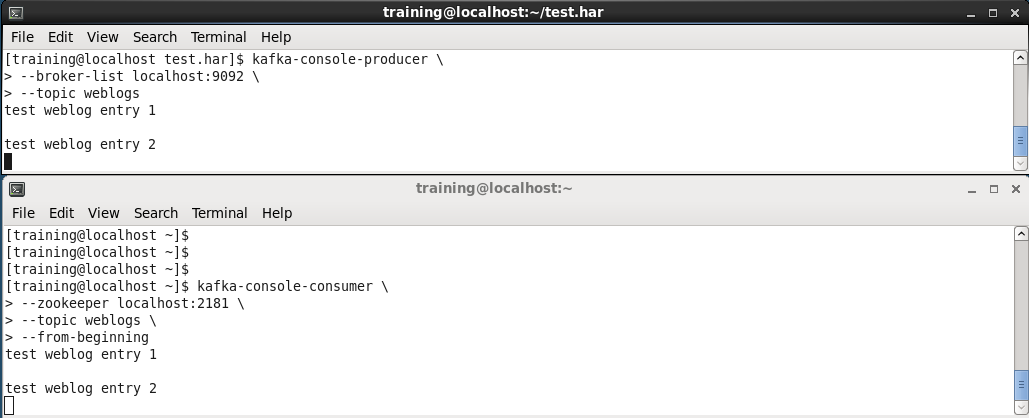 training@localhost:~/test.har
File Edit View Search Terminal Help
[training@localhost test.har]$ kafka-console-producer \
> --broker-list localhost:9092 \
> --topic weblogs
test weblog entry 1

test weblog entry 2
training@localhost:~
File Edit View Search Terminal Help
[training@localhost ~]$
[training@localhost ~]$
[training@localhost ~]$
[training@localhost ~]$ kafka-console-consumer \
> --zookeeper localhost:2181 \
> --topic weblogs \
> --from-beginning
test weblog entry 1

test weblog entry 2